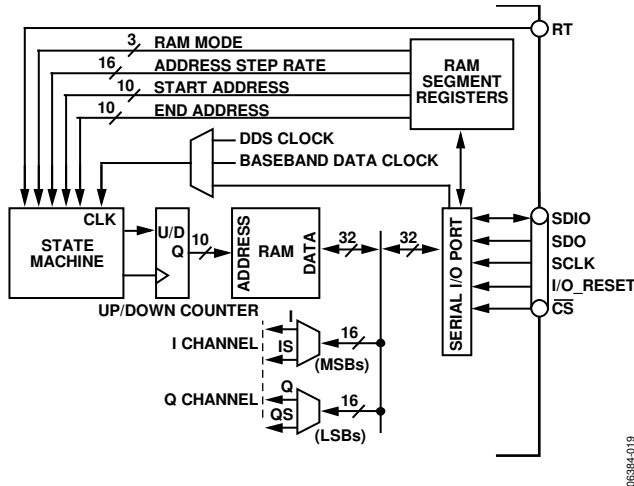 RT
3 RAM MODE
16 ADDRESS STEP RATE
10 START ADDRESS
10 END ADDRESS
RAM
SEGMENT
REGISTERS
DDS CLOCK
BASEBAND DATA CLOCK
CLK
STATE
MACHINE
U/D
Q
10
ADDRESS
RAM
DATA
32
32
SERIAL I/O PORT
SDIO
SDO
SCLK
I/O_RESET
CS
UP/DOWN COUNTER
I CHANNEL
I
IS
16
(MSBs)
Q CHANNEL
Q
QS
16
(LSBs)
06384-019